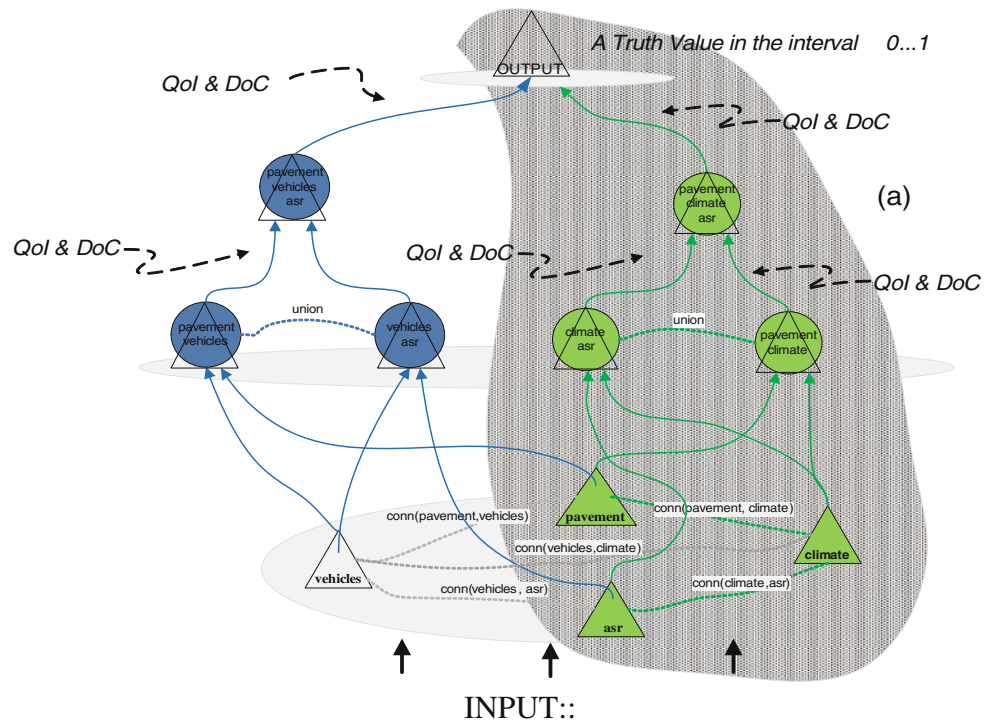 A Truth Value in the interval 0...1
OUTPUT
QoI & DoC
QoI & DoC
pavement
vehicles
asr
pavement
climate
asr
(a)
QoI & DoC
QoI & DoC
QoI & DoC
union
union
pavement
vehicles
vehicles
asr
climate
asr
pavement
climate
pavement
conn(pavement, climate)
conn(pavement,vehicles)
conn(vehicles,climate)
climate
vehicles
conn(vehicles, asr)
conn(climate,asr)
asr
INPUT::